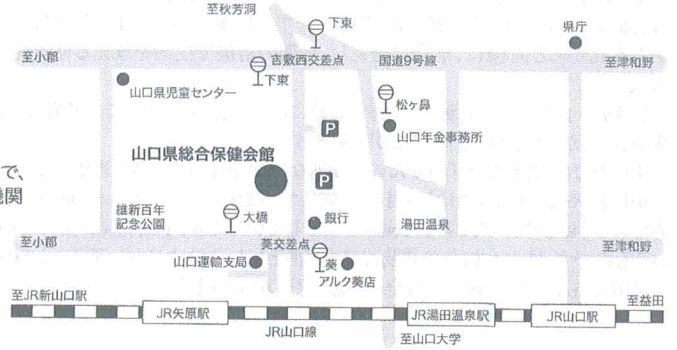 至秋芳洞
下東
県庁
至小郡
吉敷西交差点
国道9号線
至津和野
下東
山口県児童センター
松ヶ鼻
P
山口年金事務所
山口県総合保健会館
で、
P
機関
維新百年
記念公園
大橋
銀行
湯田温泉
至小郡
葵交差点
至津和野
山口運輸支局
葵
アルク葵店
至JR新山口駅
至益田
JR矢原駅
JR湯田温泉駅
JR山口駅
JR山口線
至山口大学